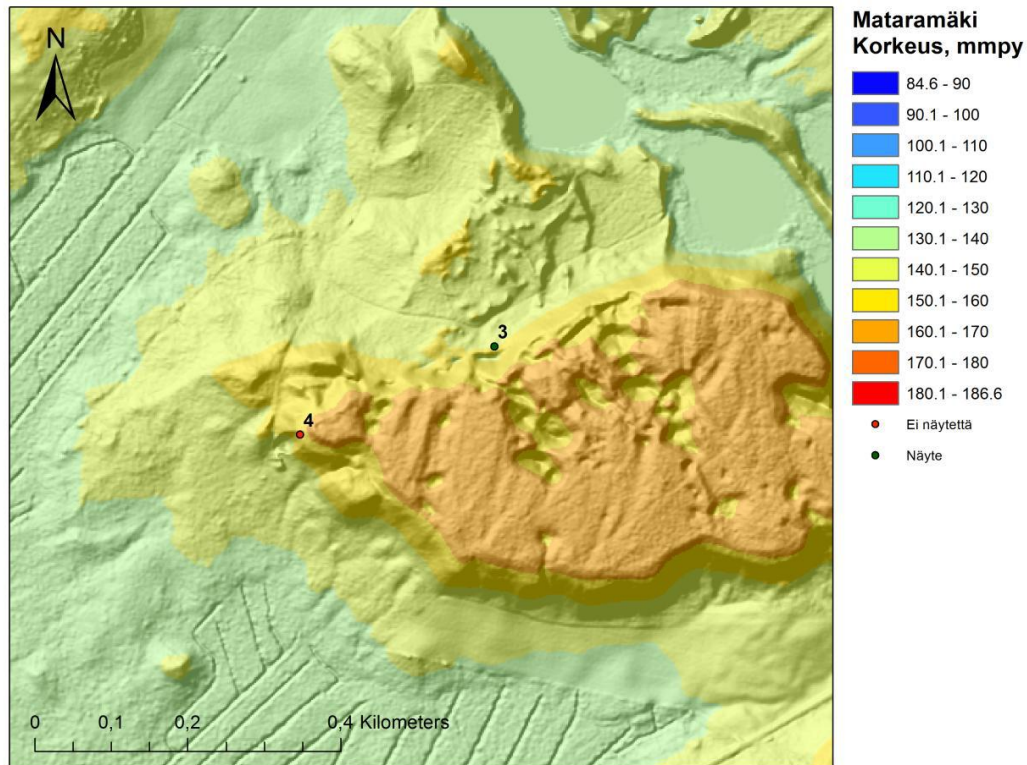 N
3
4
0 0,1 0,2 0,4 Kilometers
Mataramäki
Korkeus, mmpy
84.6 - 90
90.1 - 100
100.1 - 110
110.1 - 120
120.1 - 130
130.1 - 140
140.1 - 150
150.1 - 160
160.1 - 170
170.1 - 180
180.1 - 186.6
Ei näytettä
Näyte